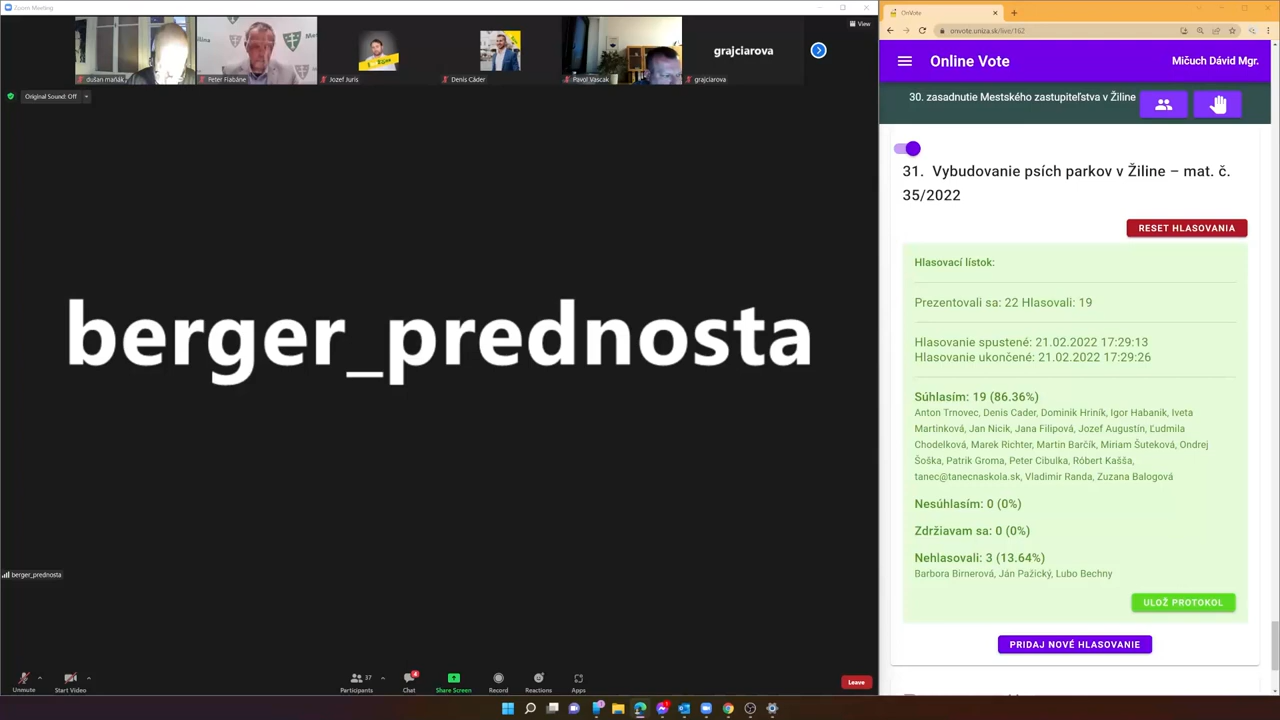 Zoom Meeting
View
dušan maňák
Peter Fiabáne
Jozef Juris
Denis Cáder
Pavol Vascak
grajciarova
grajciarova
Original Sound: Off
berger_prednosta
berger_prednosta
Unmute
Start Video
37
Participants
4
Chat
Share Screen
Record
Reactions
Apps
Leave
OnVote
onvote.uniza.sk/live/162
Online Vote
Mičuch Dávid Mgr.
30. zasadnutie Mestského zastupiteľstva v Žiline
31. Vybudovanie psích parkov v Žiline – mat. č.
35/2022
RESET HLASOVANIA
Hlasovací lístok:
Prezentovali sa: 22 Hlasovali: 19
Hlasovanie spustené: 21.02.2022 17:29:13
Hlasovanie ukončené: 21.02.2022 17:29:26
Súhlasím: 19 (86.36%)
Anton Trnovec, Denis Cader, Dominik Hriník, Igor Habanik, Iveta
Martinková, Jan Nicik, Jana Filipová, Jozef Augustín, Ľudmila
Chodelková, Marek Richter, Martin Barčík, Miriam Šuteková, Ondrej
Šoška, Patrik Groma, Peter Cibulka, Róbert Kašša,
tanec@tanecnaskola.sk, Vladimir Randa, Zuzana Balogová
Nesúhlasím: 0 (0%)
Zdržiavam sa: 0 (0%)
Nehlasovali: 3 (13.64%)
Barbora Birnerová, Ján Pažický, Lubo Bechny
ULOŽ PROTOKOL
PRIDAJ NOVÉ HLASOVANIE